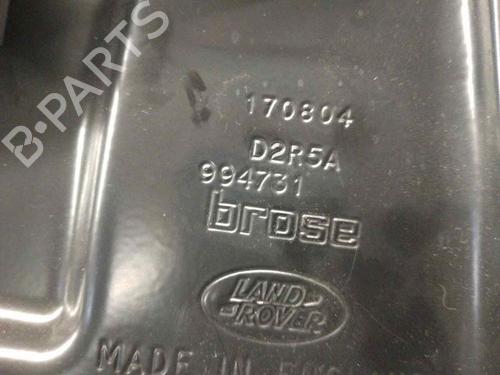 B-PARTS
170804
D2R5A
994731
brose
LAND
ROVER
MADE IN